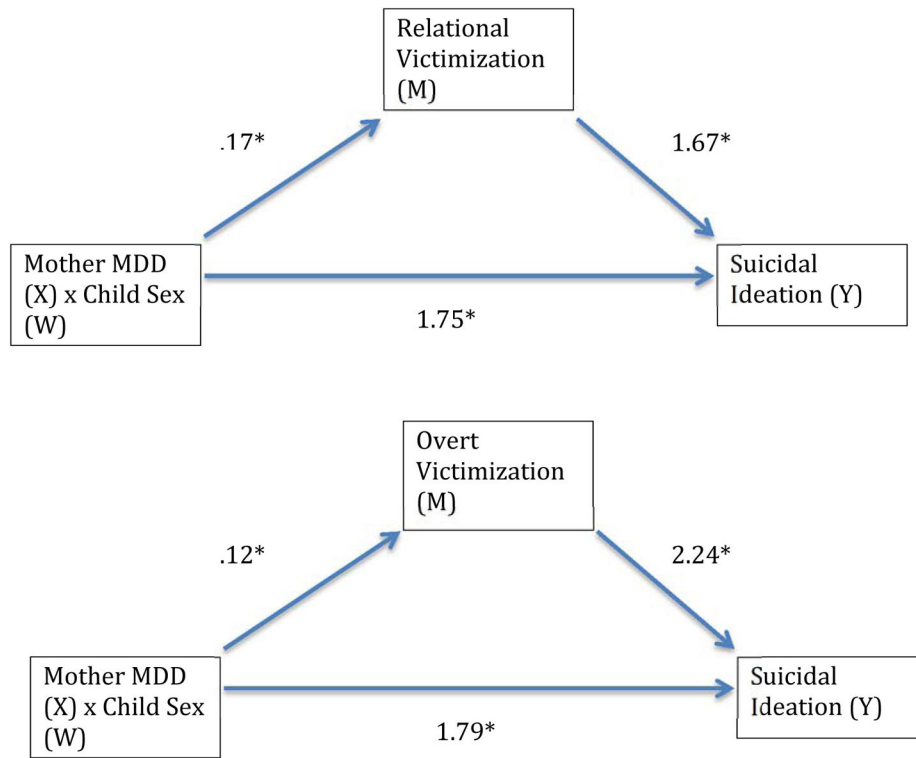 Relational
Victimization
(M)
.17*
1.67*
Mother MDD
(X) x Child Sex
(W)
Suicidal
Ideation (Y)
1.75*
Overt
Victimization
(M)
.12*
2.24*
Mother MDD
(X) x Child Sex
(W)
Suicidal
Ideation (Y)
1.79*